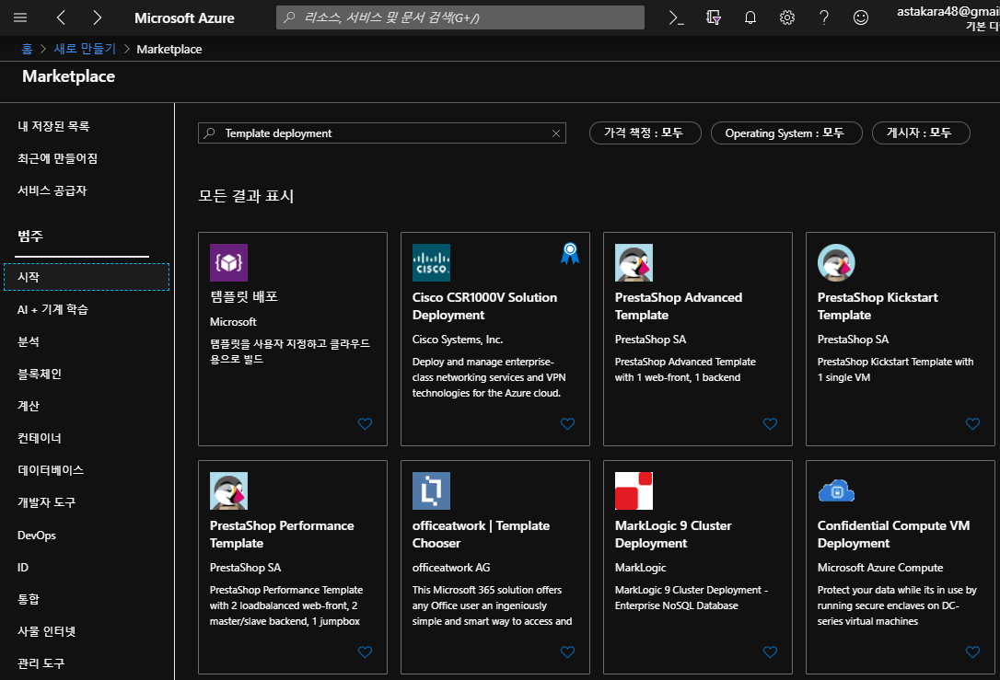 Microsoft Azure
리소스, 서비스 및 문서 검색(G+/)
astakara48@gmai
기본 디
홈 > 새로 만들기 > Marketplace
Marketplace
내 저장된 목록
최근에 만들어짐
서비스 공급자
범주
시작
AI + 기계 학습
분석
블록체인
계산
컨테이너
데이터베이스
개발자 도구
DevOps
ID
통합
사물 인터넷
관리 도구
Template deployment
가격 책정 : 모두
Operating System : 모두
게시자 : 모두
모든 결과 표시
템플릿 배포
Microsoft
템플릿을 사용자 지정하고 클라우드
용으로 빌드
CISCO
Cisco CSR1000V Solution
Deployment
Cisco Systems, Inc.
Deploy and manage enterprise-
class networking services and VPN
technologies for the Azure cloud.
PrestaShop Advanced
Template
PrestaShop SA
PrestaShop Advanced Template
with 1 web-front, 1 backend
PrestaShop Kickstart
Template
PrestaShop SA
PrestaShop Kickstart Template with
1 single VM
PrestaShop Performance
Template
PrestaShop SA
PrestaShop Performance Template
with 2 loadbalanced web-front, 2
master/slave backend, 1 jumpbox
officeatwork | Template
Chooser
officeatwork AG
This Microsoft 365 solution offers
any Office user an ingeniously
simple and smart way to access and
MarkLogic 9 Cluster
Deployment
MarkLogic
MarkLogic 9 Cluster Deployment -
Enterprise NoSQL Database
Confidential Compute VM
Deployment
Microsoft Azure Compute
Protect your data while its in use by
running secure enclaves on DC-
series virtual machines